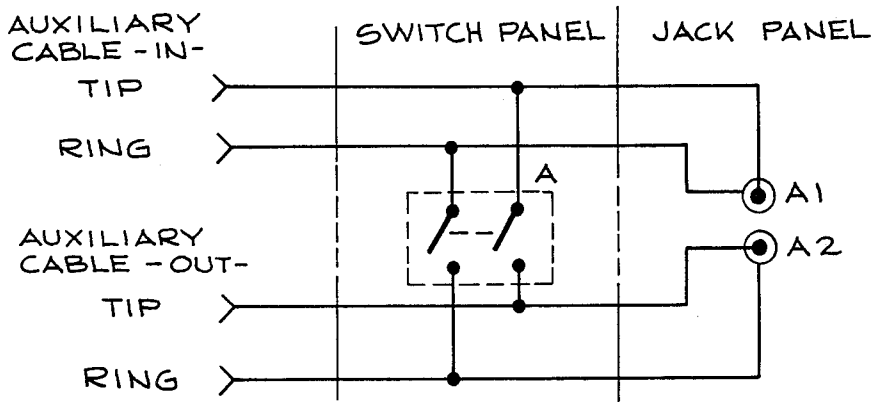 AUXILIARY
CABLE -IN-
TIP
RING
SWITCH PANEL
JACK PANEL
A
A1
A2
AUXILIARY
CABLE -OUT-
TIP
RING